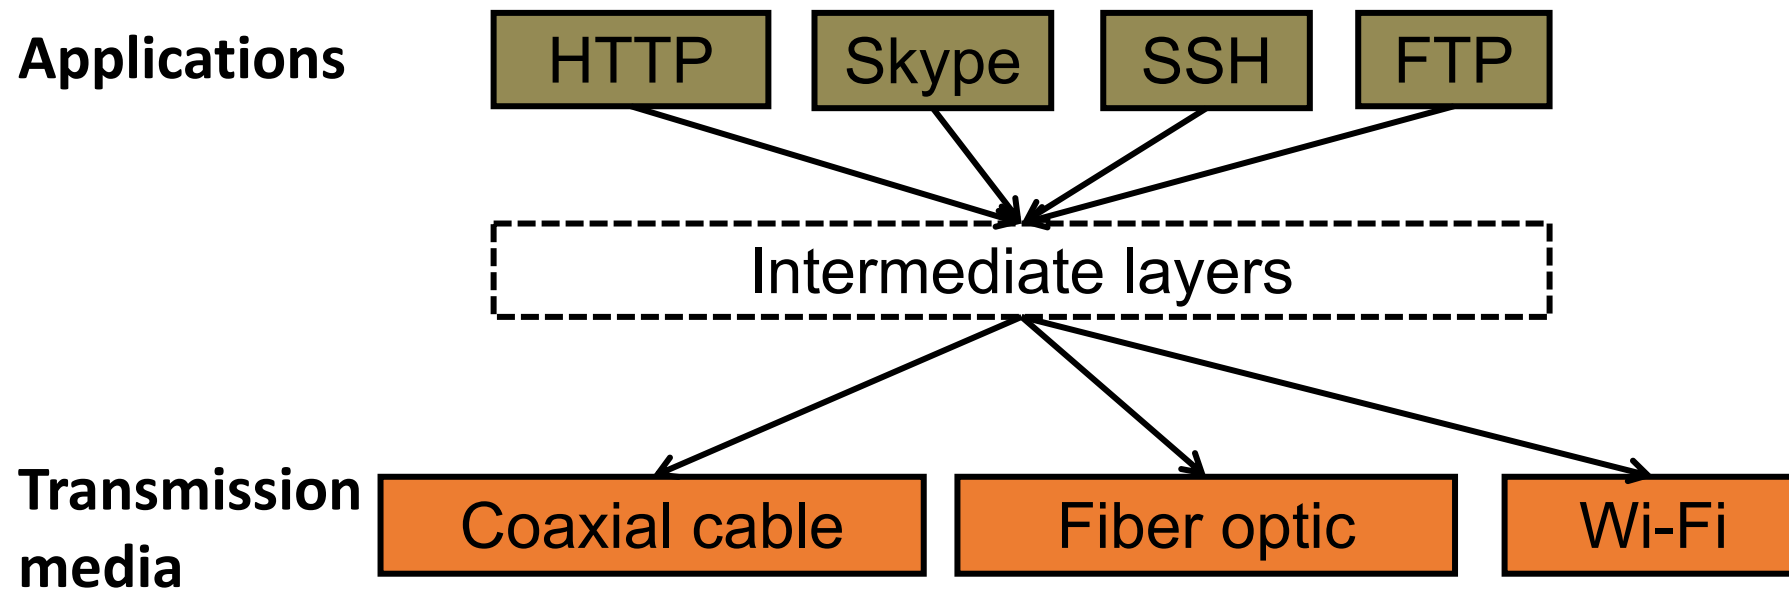 Applications
HTTP
Skype
SSH
FTP
Intermediate layers
Transmission
media
Coaxial cable
Fiber optic
Wi-Fi